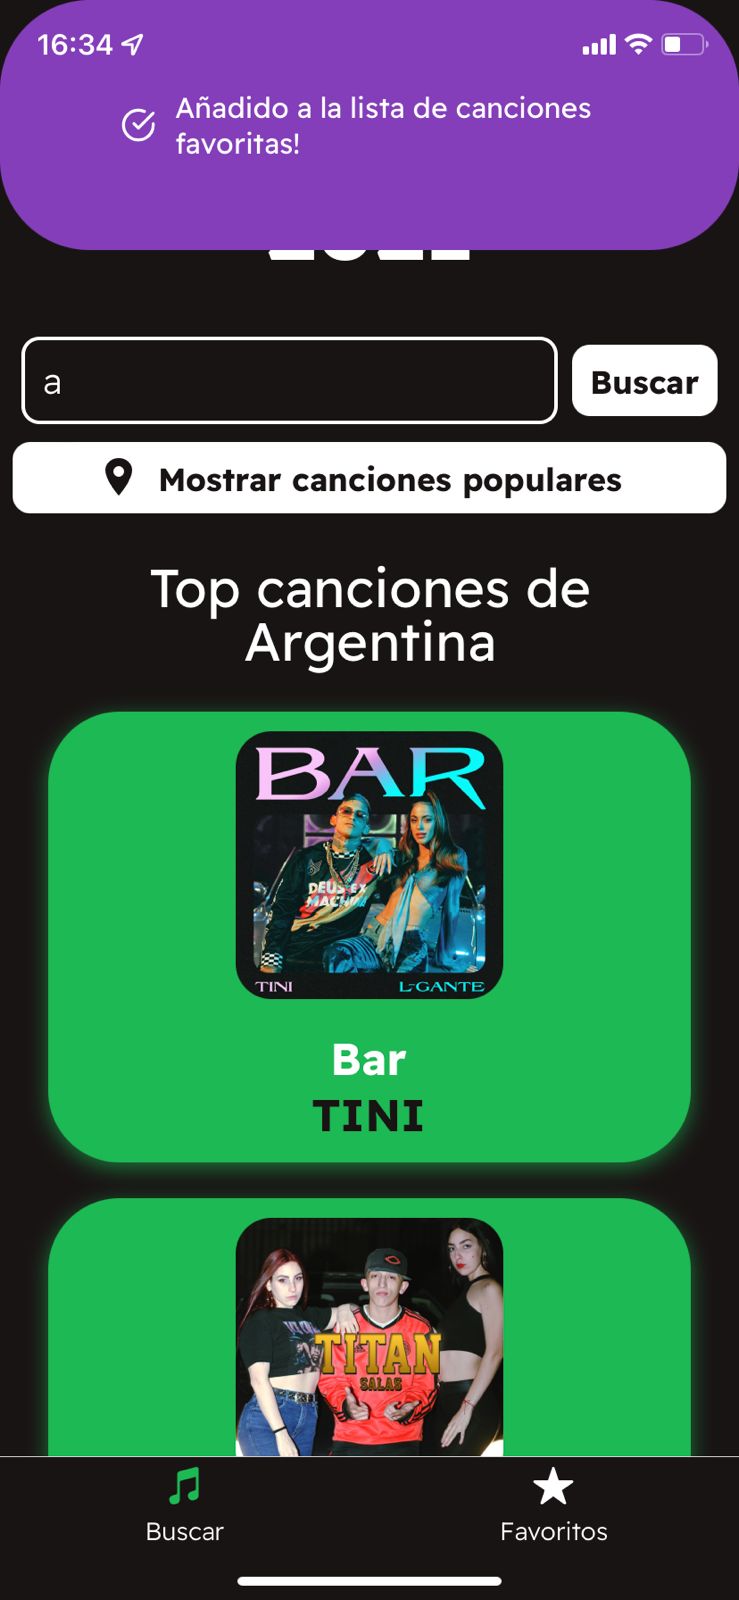 16:34
Añadido a la lista de canciones
favoritas!
a
Buscar
Mostrar canciones populares
Top canciones de
Argentina
BAR
DEUS EX
MACHINA
TINI
L-GANTE
Bar
TINI
TITAN
SALAS
Buscar
Favoritos